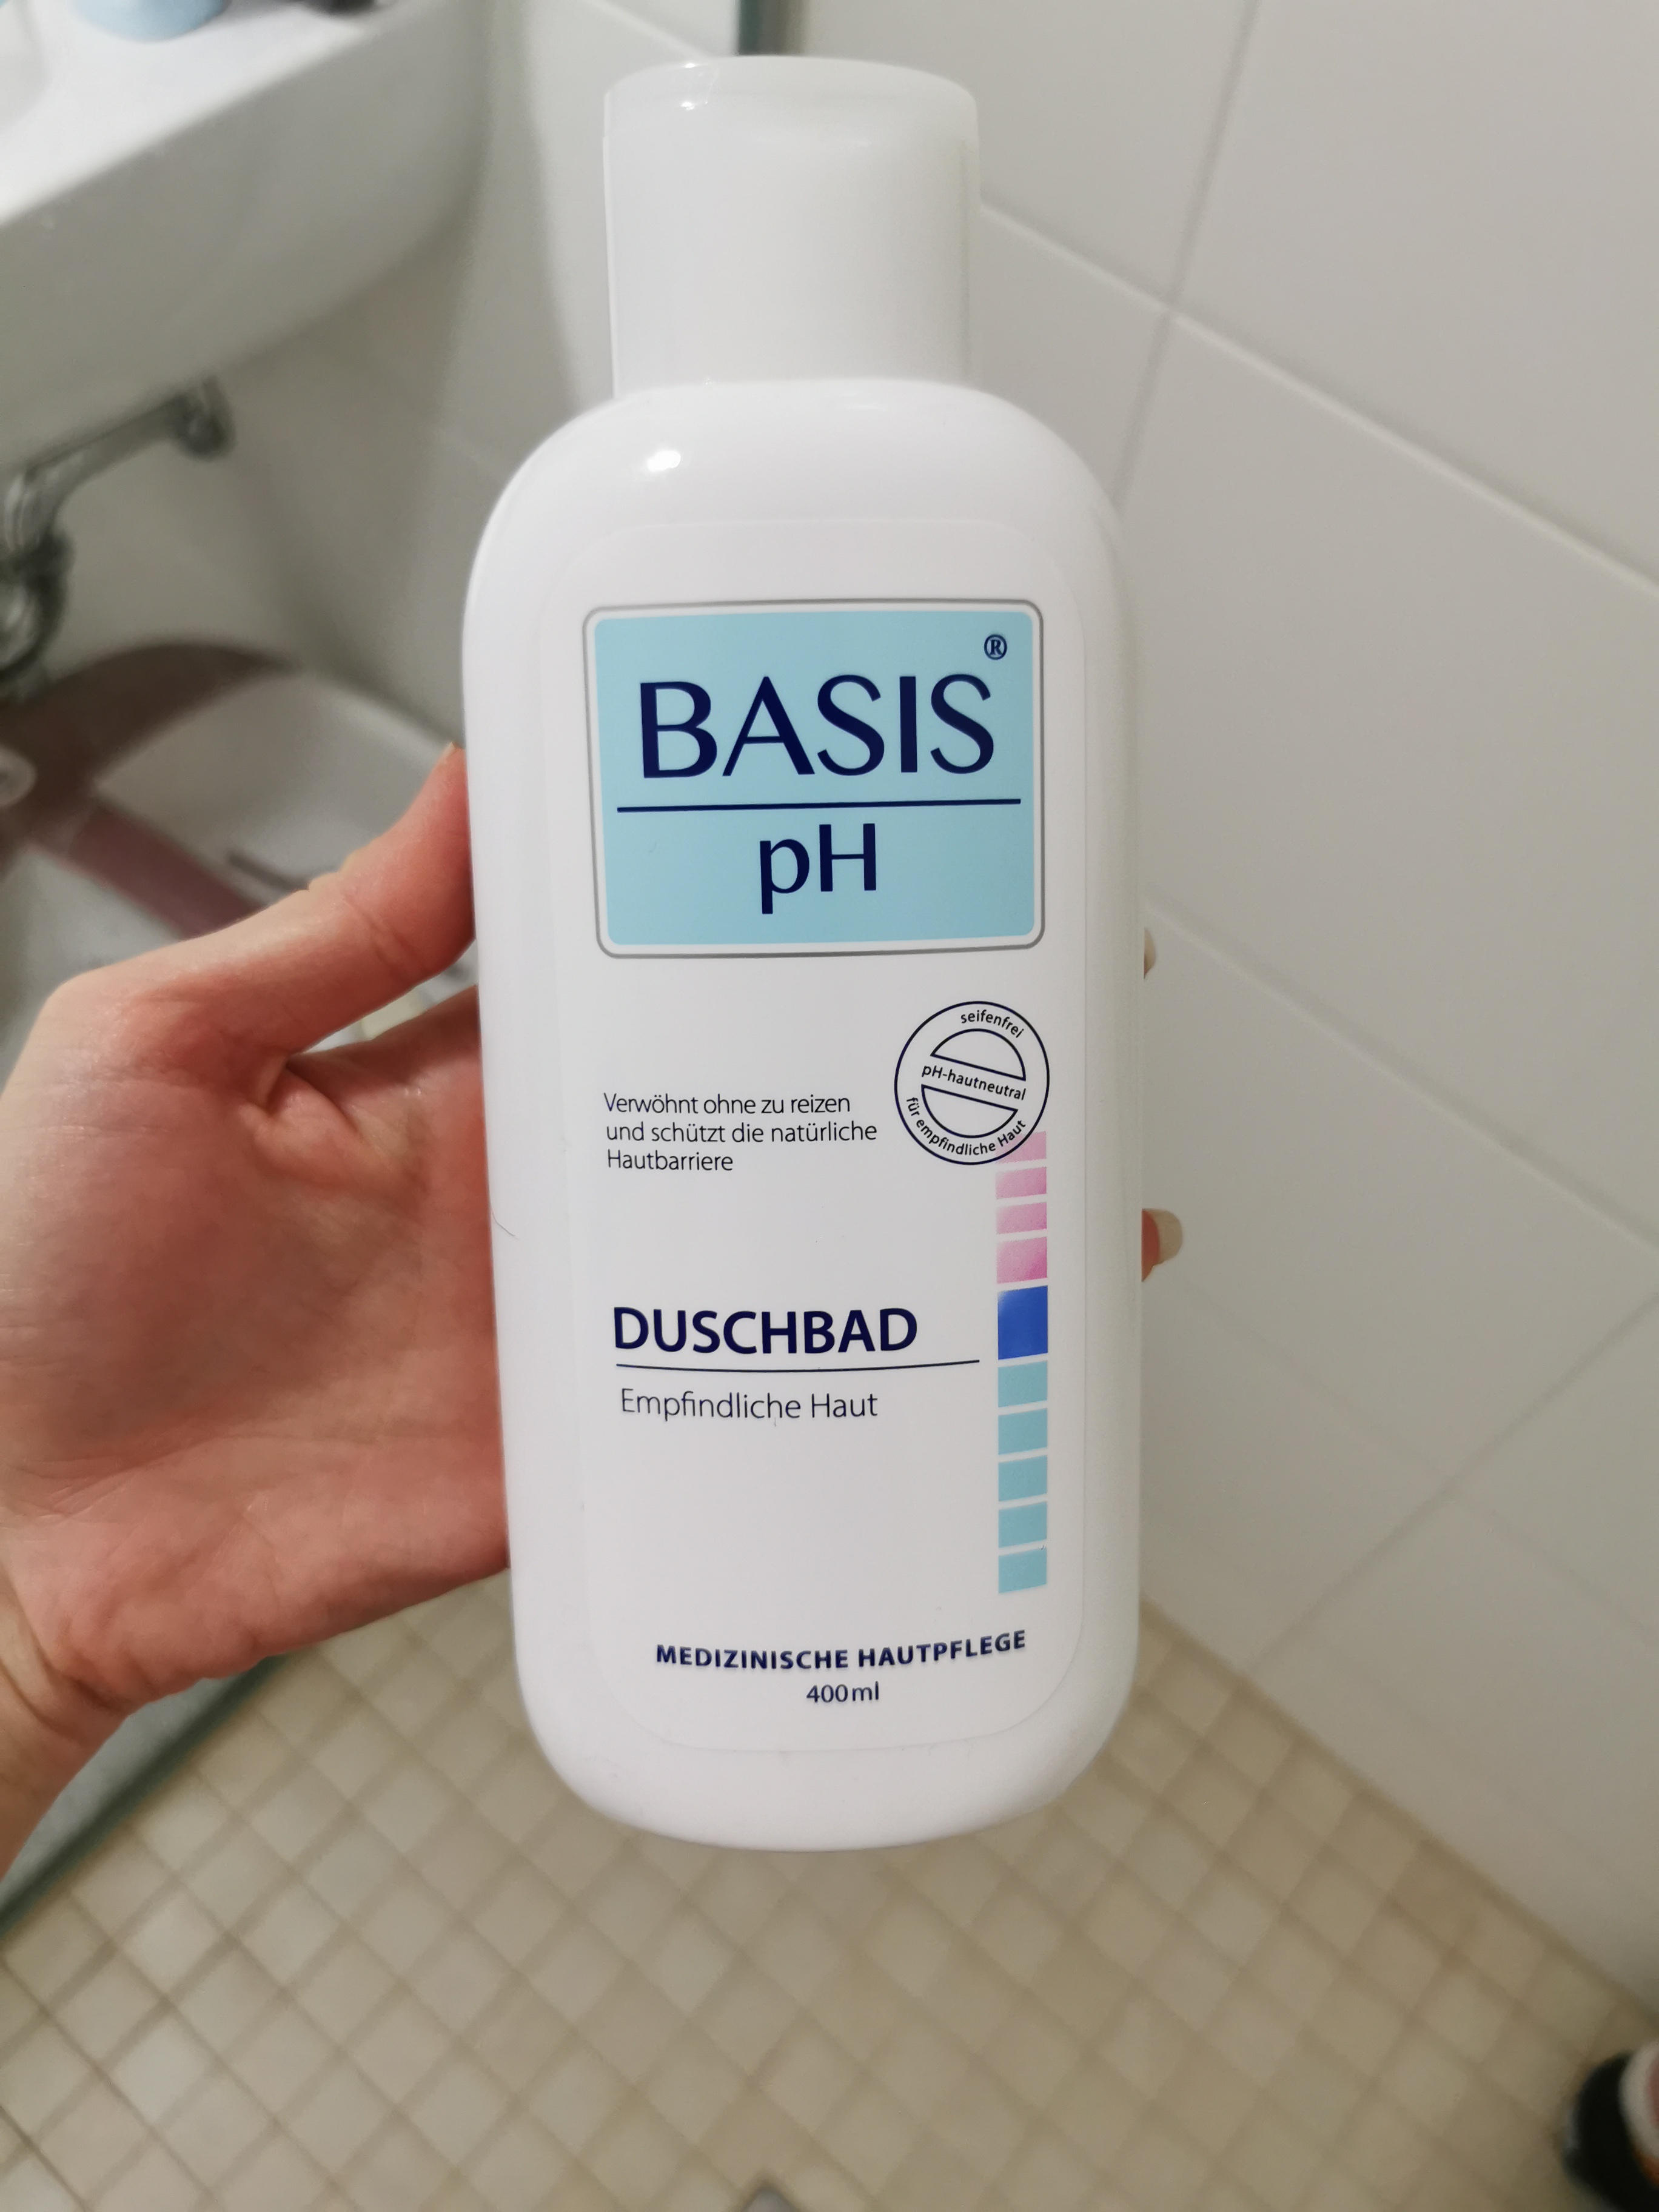 BASIS®
pH
seifenfrei
pH-hautneutral
für empfindliche Haut
Verwöhnt ohne zu reizen
und schützt die natürliche
Hautbarriere
DUSCHBAD
Empfindliche Haut
MEDIZINISCHE HAUTPFLEGE
400ml